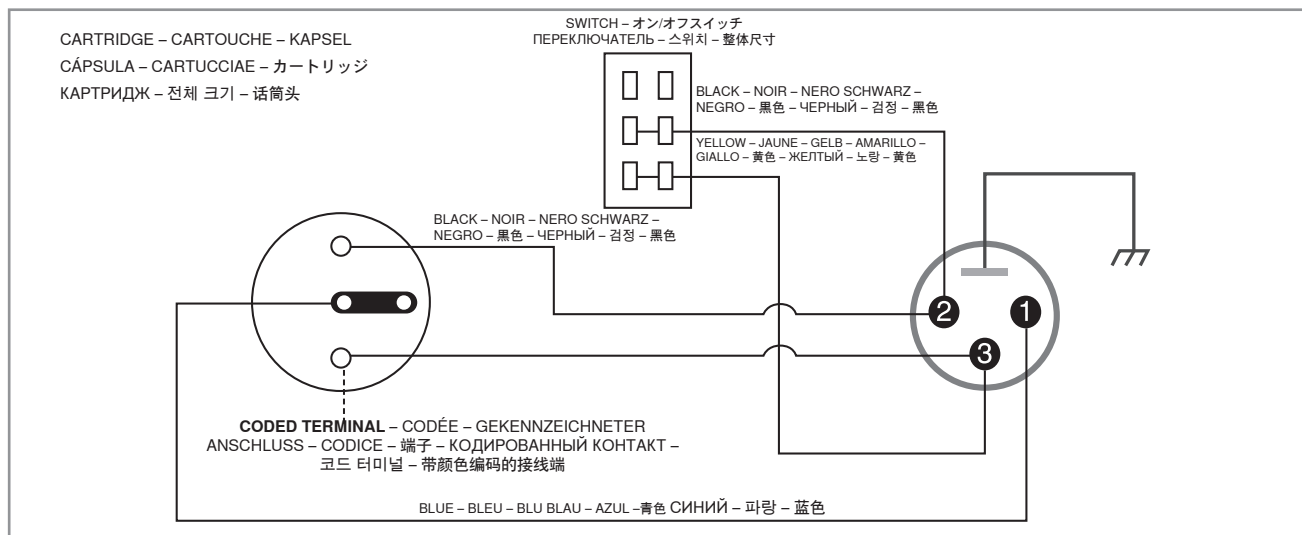 CARTRIDGE – CARTOUCHE – KAPSEL
CÁPSULA – CARTUCCIAE – カートリッジ
КАРТРИДЖ – 전체 크기 – 话筒头
SWITCH – オン/オフスイッチ
ПЕРЕКЛЮЧАТЕЛЬ – 스위치 – 整体尺寸
BLACK – NOIR – NERO SCHWARZ –
NEGRO – 黒色 – ЧЕРНЫЙ – 검정 – 黑色
YELLOW – JAUNE – GELB – AMARILLO –
GIALLO – 黄色 – ЖЕЛТЫЙ – 노랑 – 黄色
BLACK – NOIR – NERO SCHWARZ –
NEGRO – 黒色 – ЧЕРНЫЙ – 검정 – 黑色
2
1
3
CODED TERMINAL – CODÉE – GEKENNZEICHNETER
ANSCHLUSS – CODICE – 端子 – КОДИРОВАННЫЙ КОНТАКТ –
코드 터미널 – 带颜色编码的接线端
BLUE – BLEU – BLU BLAU – AZUL –青色 СИНИЙ – 파랑 – 蓝色